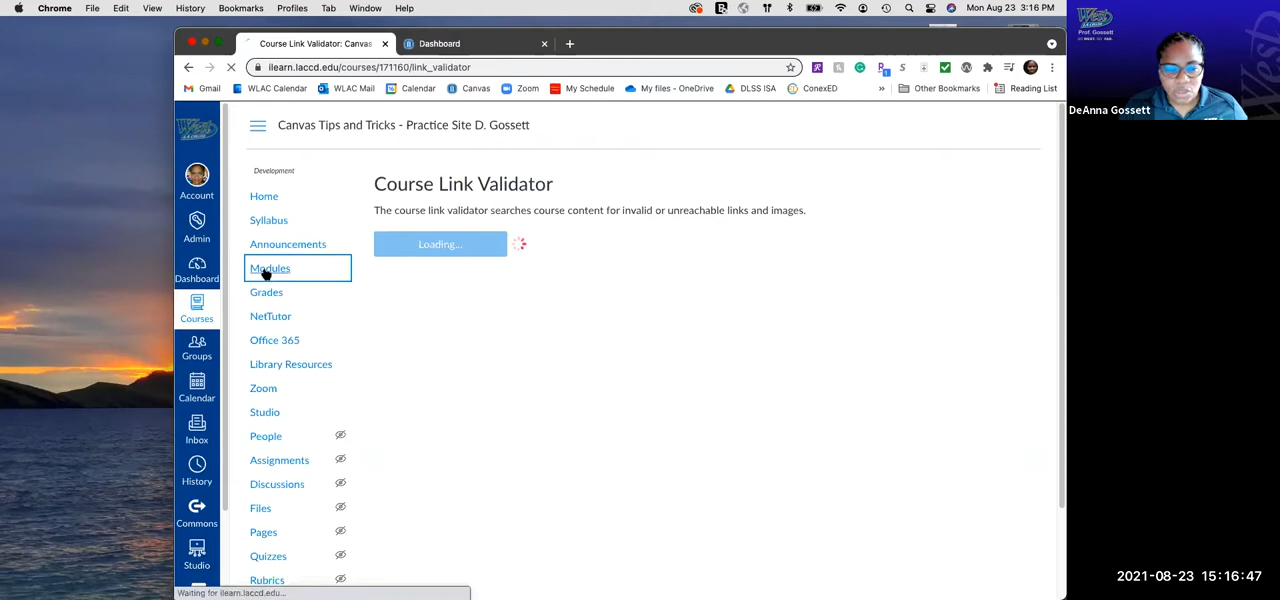 Chrome File Edit View History Bookmarks Profiles Tab Window Help
Mon Aug 23 3:16 PM
Course Link Validator: Canvas
Dashboard
ilearn.laccd.edu/courses/171160/link_validator
Gmail WLAC Calendar WLAC Mail Calendar Canvas Zoom My Schedule My files - OneDrive DLSS ISA ConexED » Other Bookmarks Reading List
West
Prof. Gossett
DeAnna Gossett
Canvas Tips and Tricks - Practice Site D. Gossett
Account
Admin
Dashboard
Courses
Groups
Calendar
Inbox
History
Commons
Studio
Development
Home
Syllabus
Announcements
Modules
Grades
NetTutor
Office 365
Library Resources
Zoom
Studio
People
Assignments
Discussions
Files
Pages
Quizzes
Rubrics
Course Link Validator
The course link validator searches course content for invalid or unreachable links and images.
Loading...
Waiting for ilearn.laccd.edu...
2021-08-23 15:16:47